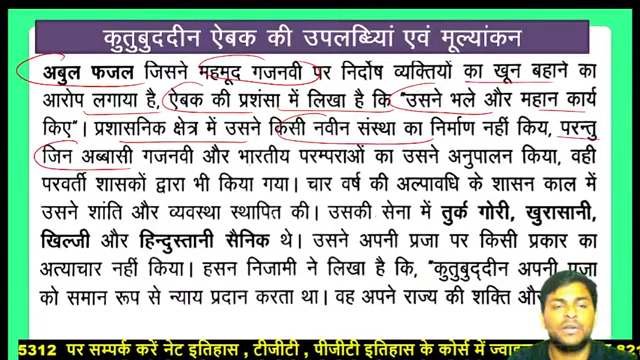 कुतुबुददीन ऐबक की उपलब्धियां एवं मूल्यांकन
अबुल फजल जिसने महमूद गजनवी पर निर्दोष व्यक्तियों का खून बहाने का
आरोप लगाया है, ऐबक की प्रशंसा में लिखा है कि "उसने भले और महान कार्य
किए"। प्रशासनिक क्षेत्र में उसने किसी नवीन संस्था का निर्माण नहीं किय, परन्तु
जिन अब्बासी गजनवी और भारतीय परम्पराओं का उसने अनुपालन किया, वही
परवर्ती शासकों द्वारा भी किया गया। चार वर्ष की अल्पावधि के शासन काल में
उसने शांति और व्यवस्था स्थापित की। उसकी सेना में तुर्क गोरी, खुरासानी,
खिल्जी और हिन्दुस्तानी सैनिक थे। उसने अपनी प्रजा पर किसी प्रकार का
अत्याचार नहीं किया। हसन निजामी ने लिखा है कि, "कुतुबुद्दीन अपनी प्रजा
को समान रूप से न्याय प्रदान करता था। वह अपने राज्य की शक्ति और
5312 पर सम्पर्क करें नेट इतिहास , टीजीटी , पीजीटी इतिहास के कोर्स में ज्वाइन